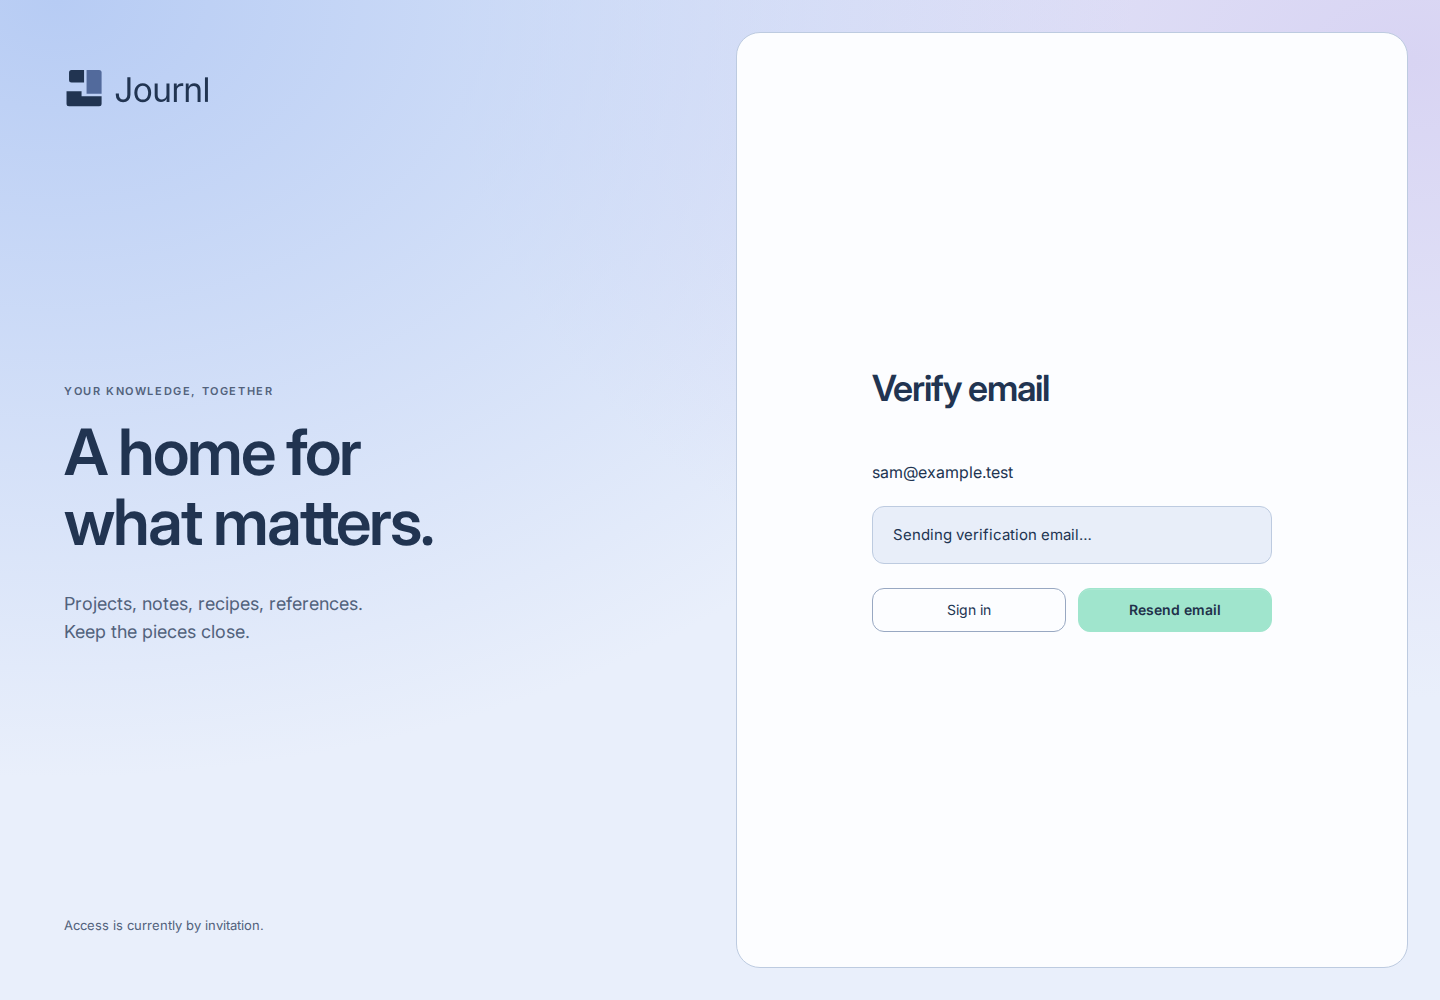 Journl
YOUR KNOWLEDGE, TOGETHER
A home for
what matters.
Projects, notes, recipes, references.
Keep the pieces close.
Access is currently by invitation.
Verify email
sam@example.test
Sending verification email...
Sign in
Resend email